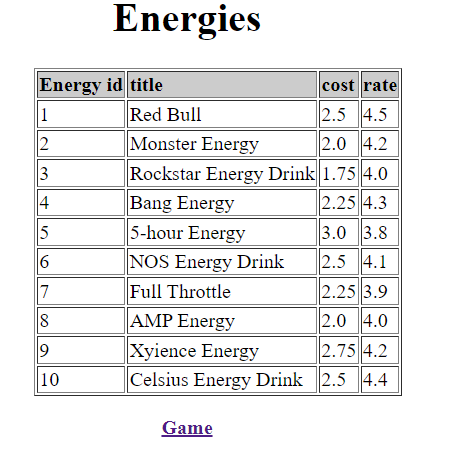 Energies
Energy id title cost rate
1 Red Bull 2.5 4.5
2 Monster Energy 2.0 4.2
3 Rockstar Energy Drink 1.75 4.0
4 Bang Energy 2.25 4.3
5 5-hour Energy 3.0 3.8
6 NOS Energy Drink 2.5 4.1
7 Full Throttle 2.25 3.9
8 AMP Energy 2.0 4.0
9 Xyience Energy 2.75 4.2
10 Celsius Energy Drink 2.5 4.4
Game